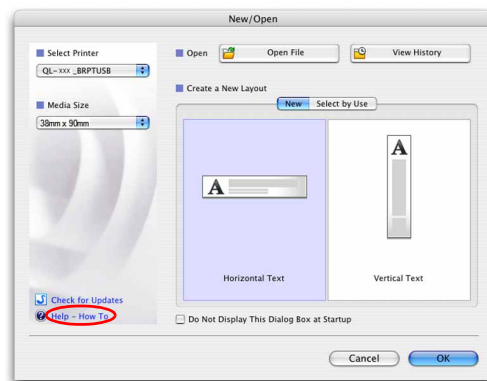 New/Open
Select Printer
QL-xxx _BRPTUSB
Media Size
38mm x 90mm
Check for Updates
Help - How To
Open
Open File
View History
Create a New Layout
New
Select by Use
A
A
Horizontal Text
Vertical Text
Do Not Display This Dialog Box at Startup
Cancel
OK